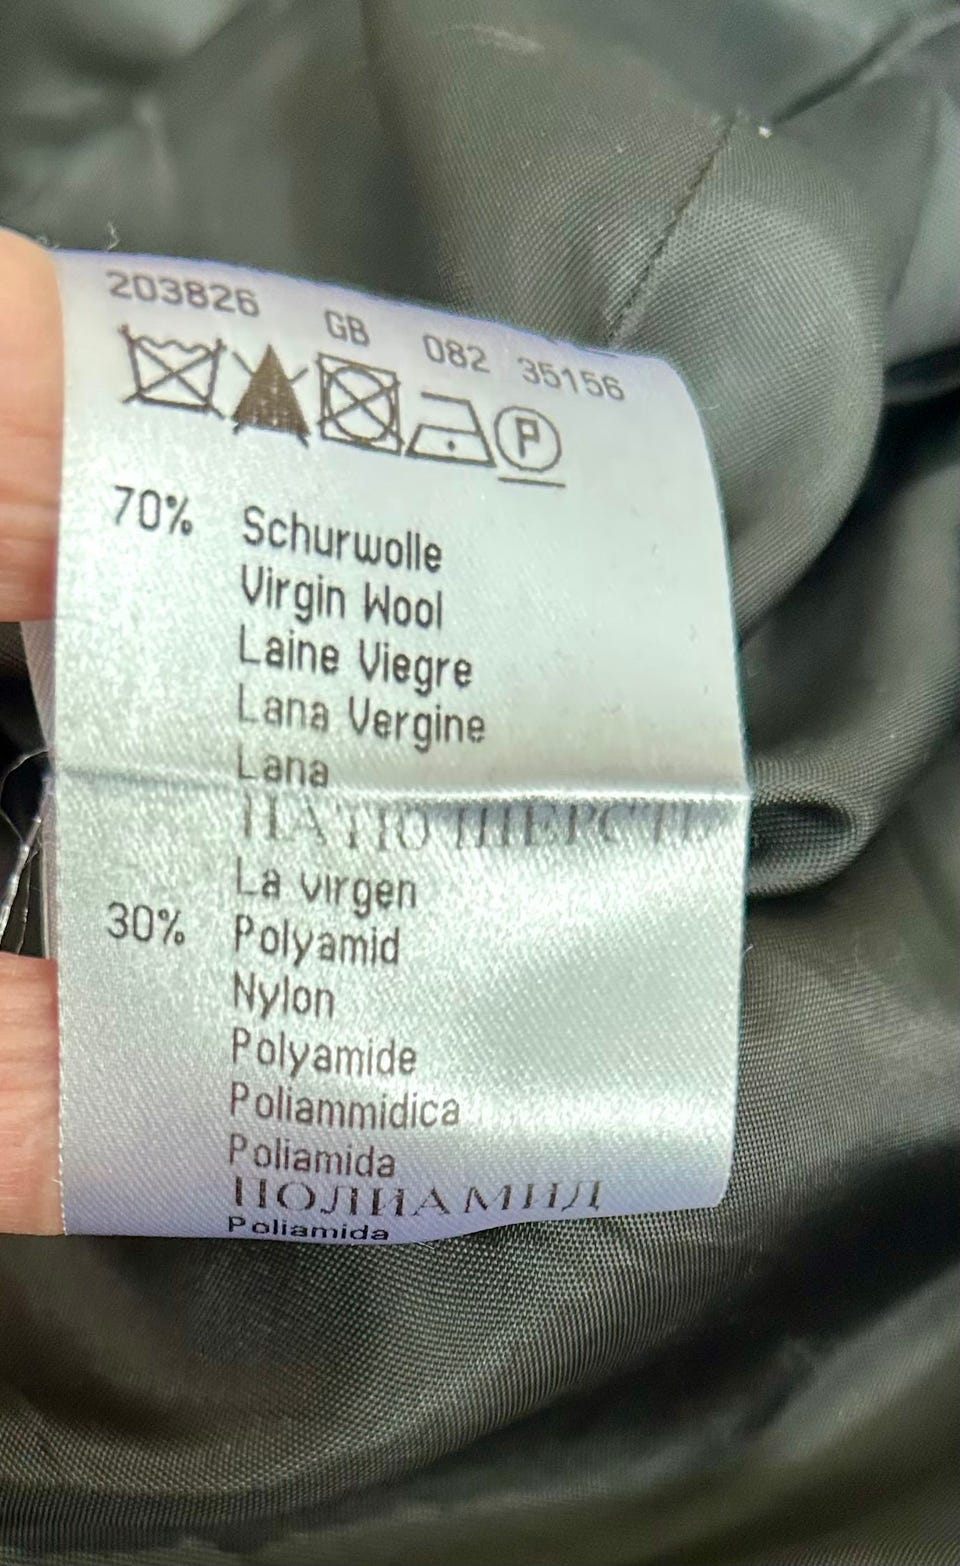 203826 GB 082 35156
P
70% Schurwolle
Virgin Wool
Laine Viegre
Lana Vergine
Lana
La virgen
30% Polyamid
Nylon
Polyamide
Poliammidica
Poliamida
ПОЛИАМИД
Poliamida